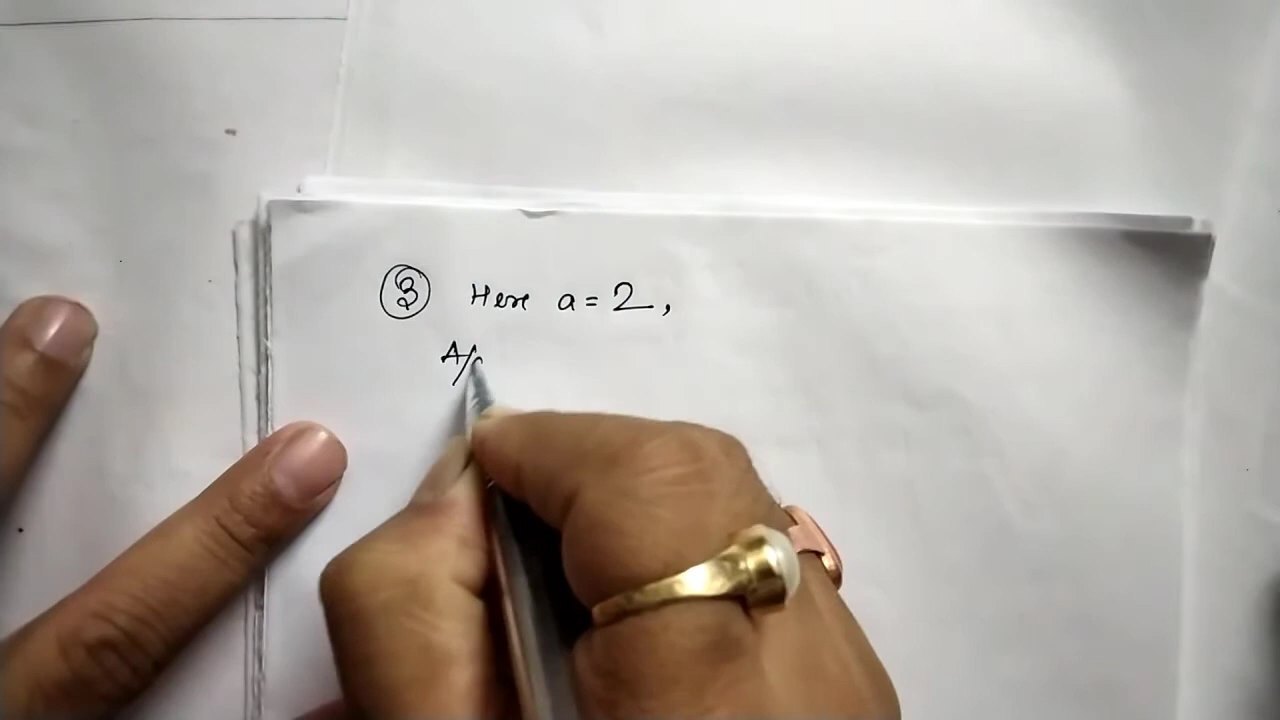 ③ Here a = 2,
A/c